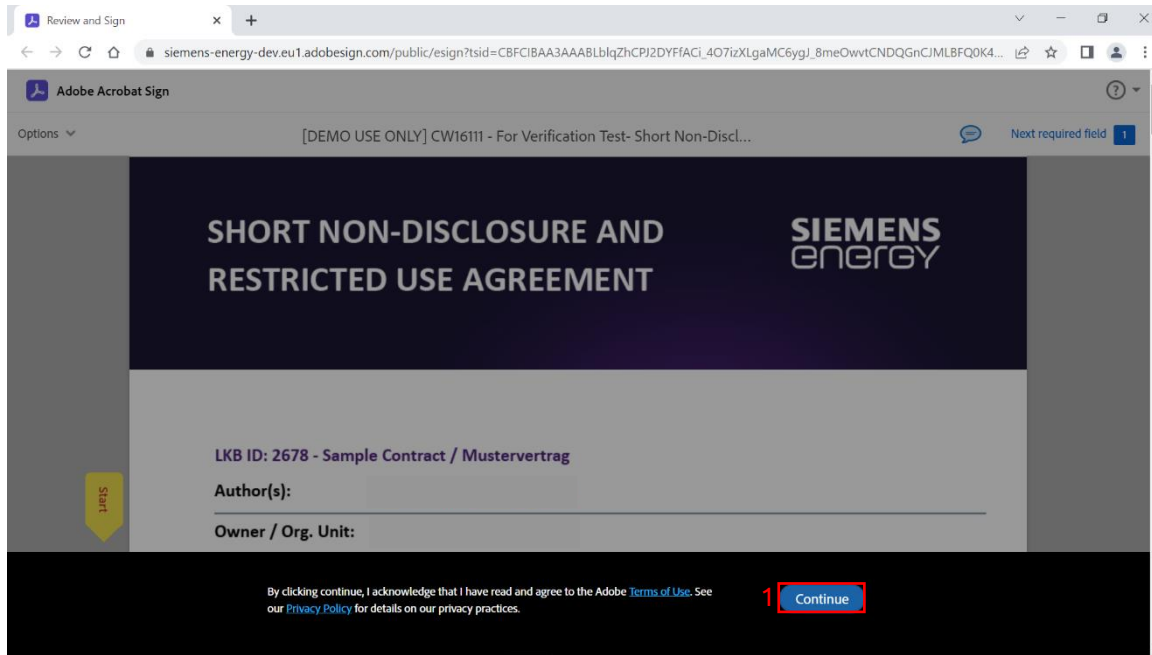 Review and Sign
siemens-energy-dev.eu1.adobesign.com/public/esign?tsid=CBFCIBAA3AAABLblqZhCPJ2DYFfACi_4O7izXLgaMC6ygJ_8meOwvtCNDQGnCJMLBFQ0K4...
Adobe Acrobat Sign
Options
[DEMO USE ONLY] CW16111 - For Verification Test- Short Non-Discl...
Next required field 1
SHORT NON-DISCLOSURE AND
RESTRICTED USE AGREEMENT
SIEMENS
energy
LKB ID: 2678 - Sample Contract / Mustervertrag
Start
Author(s):
Owner / Org. Unit:
By clicking continue, I acknowledge that I have read and agree to the Adobe Terms of Use. See
our Privacy Policy for details on our privacy practices.
1 Continue